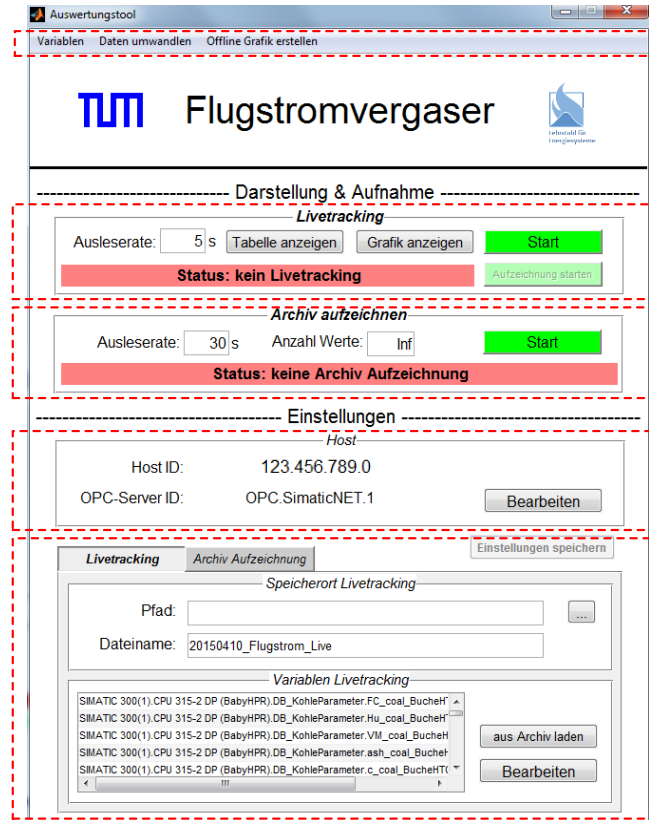 Auswertungstool
Variablen Daten umwandlen Offline Grafik erstellen
TUM Flugstromvergaser
Lehrstuhl für
Energiesysteme
------------------------------ Darstellung & Aufnahme ------------------------------
Livetracking
Ausleserate: 5 s Tabelle anzeigen Grafik anzeigen Start
Status: kein Livetracking Aufzeichnung starten
Archiv aufzeichnen
Ausleserate: 30 s Anzahl Werte: Inf Start
Status: keine Archiv Aufzeichnung
-------------------------------------- Einstellungen -------------------------------------
Host
Host ID: 123.456.789.0
OPC-Server ID: OPC.SimaticNET.1 Bearbeiten
Einstellungen speichern
Livetracking Archiv Aufzeichnung
Speicherort Livetracking
Pfad: ...
Dateiname: 20150410_Flugstrom_Live
Variablen Livetracking
SIMATIC 300(1).CPU 315-2 DP (BabyHPR).DB_KohleParameter.FC_coal_BucheHT
SIMATIC 300(1).CPU 315-2 DP (BabyHPR).DB_KohleParameter.Hu_coal_BucheHT
SIMATIC 300(1).CPU 315-2 DP (BabyHPR).DB_KohleParameter.VM_coal_BucheH
SIMATIC 300(1).CPU 315-2 DP (BabyHPR).DB_KohleParameter.ash_coal_BucheH
SIMATIC 300(1).CPU 315-2 DP (BabyHPR).DB_KohleParameter.c_coal_BucheHTC
aus Archiv laden
Bearbeiten